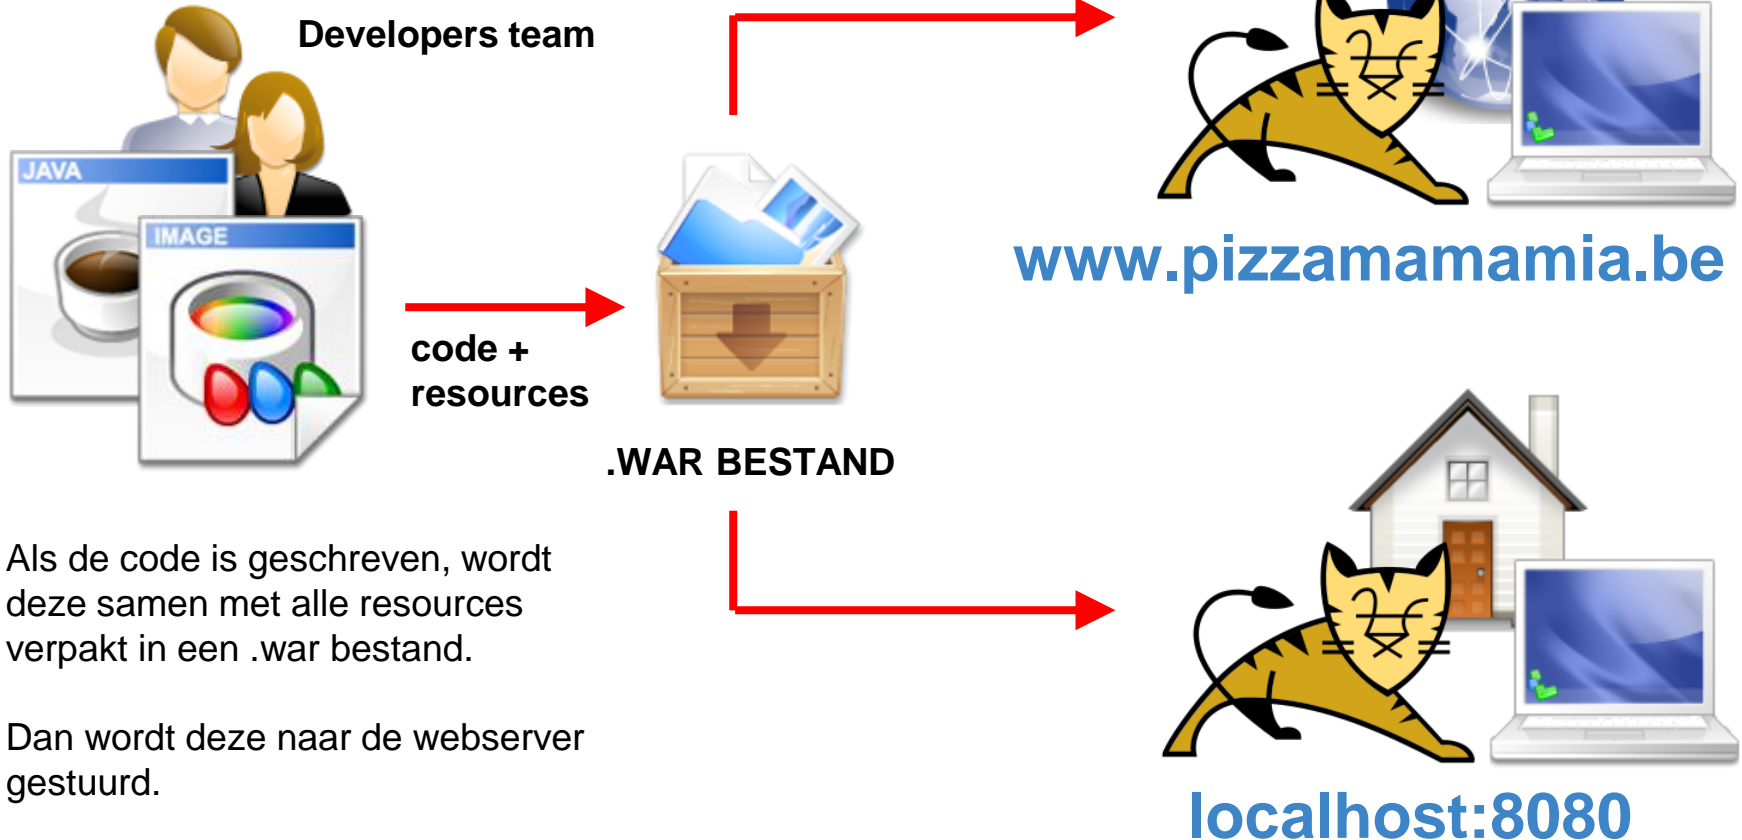 Developers team
JAVA
IMAGE
code +
resources
.WAR BESTAND
www.pizzamamamia.be
Als de code is geschreven, wordt
deze samen met alle resources
verpakt in een .war bestand.
Dan wordt deze naar de webserver
gestuurd.
localhost:8080